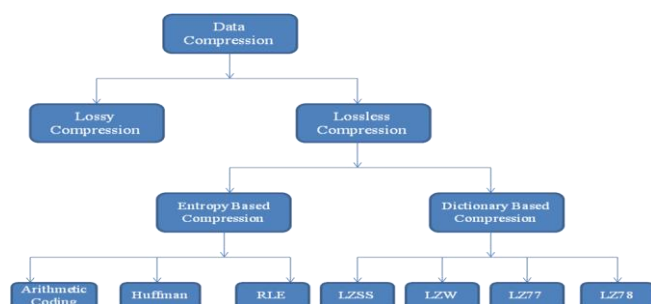 Data
Compression
Lossy
Compression
Lossless
Compression
Entropy Based
Compression
Dictionary Based
Compression
Arithmetic
Coding
Huffman
RLE
LZSS
LZW
LZ77
LZ78